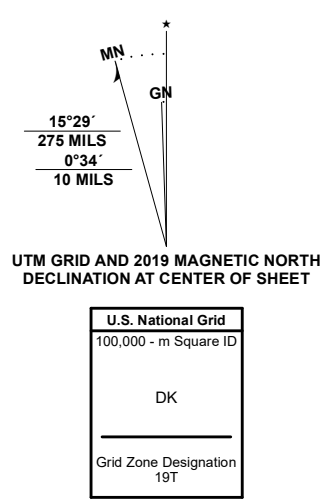 ★
MN
GN
15°29´
275 MILS
0°34´
10 MILS
UTM GRID AND 2019 MAGNETIC NORTH
DECLINATION AT CENTER OF SHEET
U.S. National Grid
100,000 - m Square ID
DK
Grid Zone Designation
19T